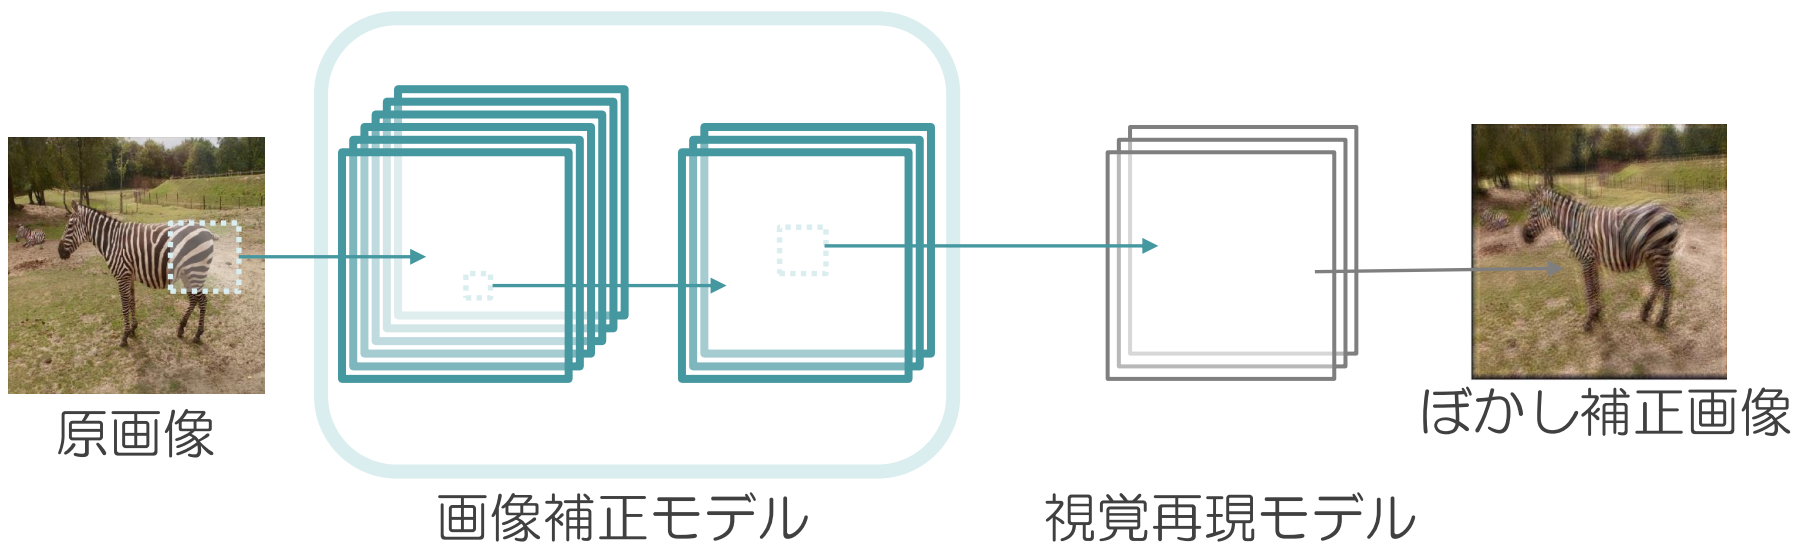 原画像
画像補正モデル
視覚再現モデル
ぼかし補正画像